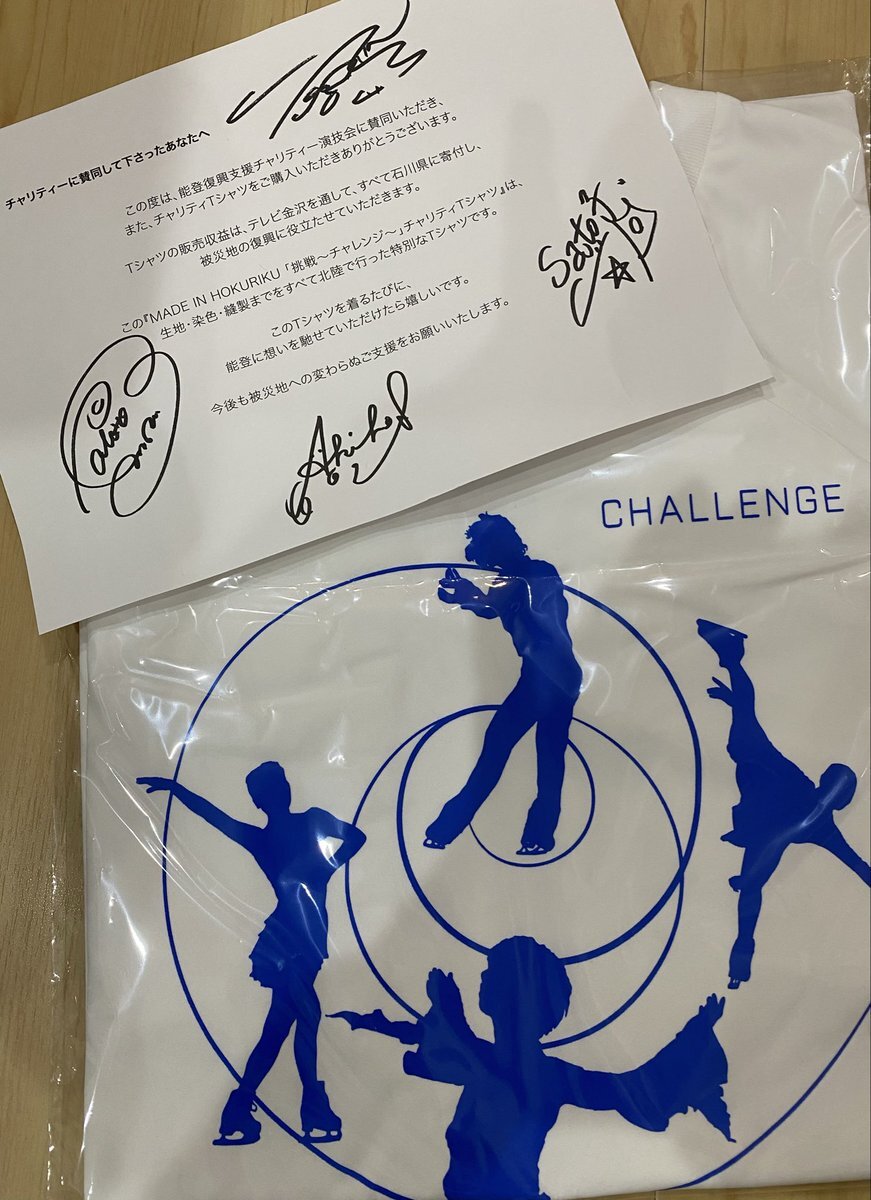 チャリティーに賛同して下さったあなたへ
この度は、能登復興支援チャリティー演技会に賛同いただき、
また、チャリティTシャツをご購入いただきありがとうございます。
Tシャツの販売収益は、テレビ金沢を通して、すべて石川県に寄付し、
被災地の復興に役立たせていただきます。
この『MADE IN HOKURIKU 「挑戦～チャレンジ～」チャリティTシャツ』は、
生地・染色・縫製まですべて北陸で行った特別なTシャツです。
このTシャツを着るたびに、
能登に想いを馳せていただけたら嬉しいです。
今後も被災地への変わらぬご支援をお願いいたします。
Satoko
CHALLENGE